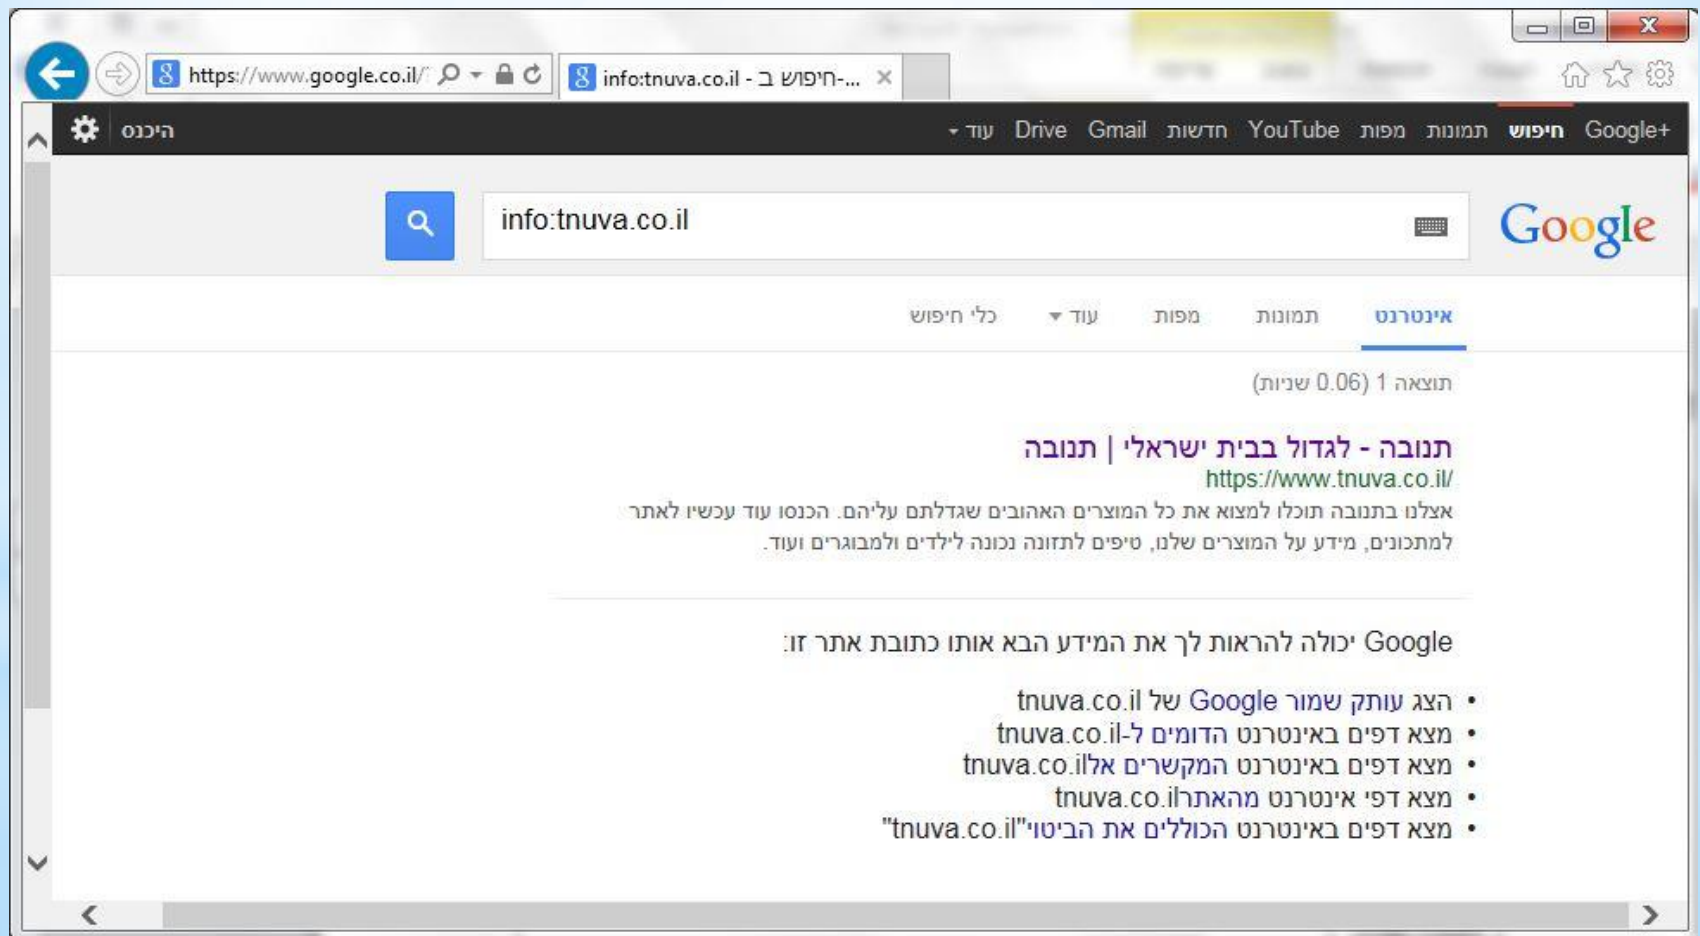 https://www.google.co.il/
info:tnuva.co.il - חיפוש ב-...
Google+ חיפוש תמונות מפות YouTube חדשות Gmail Drive עוד
היכנס
Google
info:tnuva.co.il
אינטרנט תמונות מפות עוד כלי חיפוש
תוצאה 1 (0.06 שניות)
תנובה - לגדול בבית ישראלי | תנובה
https://www.tnuva.co.il/
אצלנו בתנובה תוכלו למצוא את כל המוצרים האהובים שגדלתם עליהם. הכנסו עוד עכשיו לאתר
למתכונים, מידע על המוצרים שלנו, טיפים לתזונה נכונה לילדים ולמבוגרים ועוד.
Google יכולה להראות לך את המידע הבא אותו כתובת אתר זו:
• הצג עותק שמור Google של tnuva.co.il
• מצא דפים באינטרנט הדומים ל-tnuva.co.il
• מצא דפים באינטרנט המקשרים אלtnuva.co.il
• מצא דפי אינטרנט מהאתרtnuva.co.il
• מצא דפים באינטרנט הכוללים את הביטוי"tnuva.co.il"